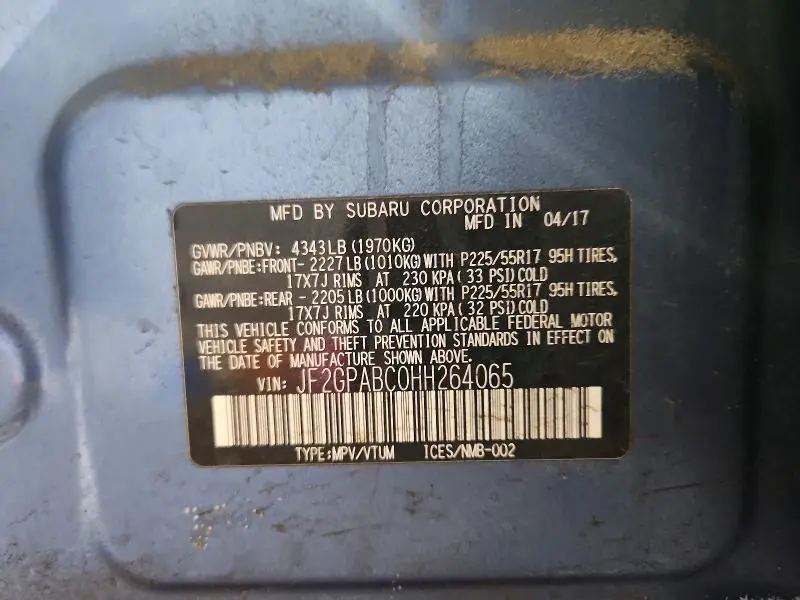 MFD BY SUBARU CORPORATION
MFD IN 04/17
GVWR/PNBV: 4343LB(1970KG)
GAWR/PNBE:FRONT- 2227LB(1010KG)WITH P225/55R17 95H TIRES,
17X7J RIMS AT 230 KPA( 33 PSI)COLD
GAWR/PNBE:REAR - 2205LB(1000KG)WITH P225/55R17 95H TIRES,
17X7J RIMS AT 220 KPA( 32 PSI)COLD
THIS VEHICLE CONFORMS TO ALL APPLICABLE FEDERAL MOTOR
VEHICLE SAFETY AND THEFT PREVENTION STANDARDS IN EFFECT ON
THE DATE OF MANUFACTURE SHOWN ABOVE.
VIN: JF2GPABC0HH264065
TYPE:MPV/VTUM ICES/NMB-002